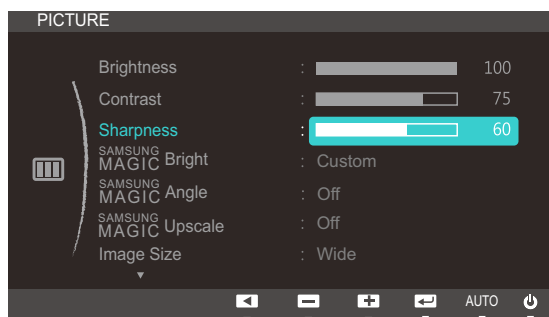 PICTURE
Brightness : 100
Contrast : 75
Sharpness : 60
SAMSUNG MAGIC Bright : Custom
SAMSUNG MAGIC Angle : Off
SAMSUNG MAGIC Upscale : Off
Image Size : Wide
AUTO